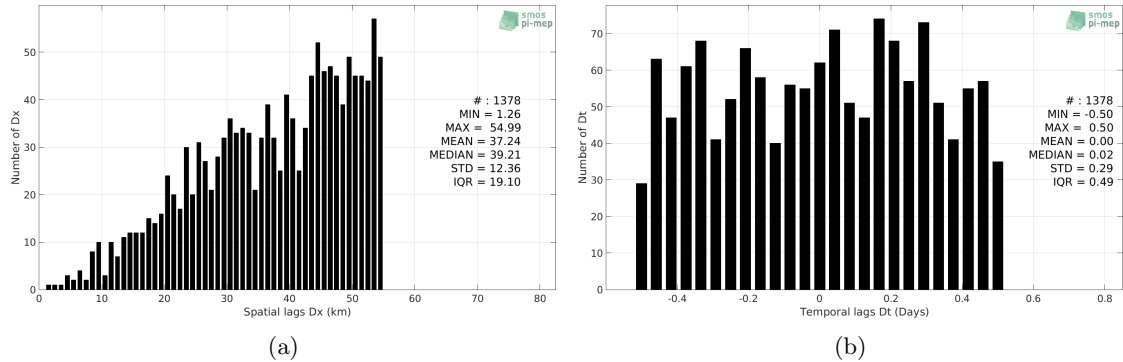 smos
pi-mep
Number of Dx
50
40
30
20
10
0
# : 1378
MIN = 1.26
MAX = 54.99
MEAN = 37.24
MEDIAN = 39.21
STD = 12.36
IQR = 19.10
0 10 20 30 40 50 60 70 80
Spatial lags Dx (km)
(a)
smos
pi-mep
Number of Dt
70
60
50
40
30
20
10
0
# : 1378
MIN = -0.50
MAX = 0.50
MEAN = 0.00
MEDIAN = 0.02
STD = 0.29
IQR = 0.49
-0.4 -0.2 0 0.2 0.4 0.6 0.8
Temporal lags Dt (Days)
(b)